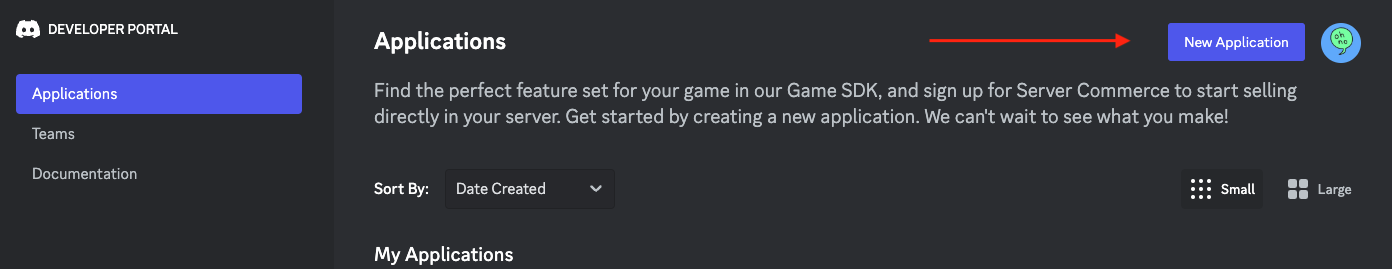 DEVELOPER PORTAL
Applications
Teams
Documentation
Applications
New Application
oh no
Find the perfect feature set for your game in our Game SDK, and sign up for Server Commerce to start selling
directly in your server. Get started by creating a new application. We can't wait to see what you make!
Sort By:
Date Created
Small
Large
My Applications